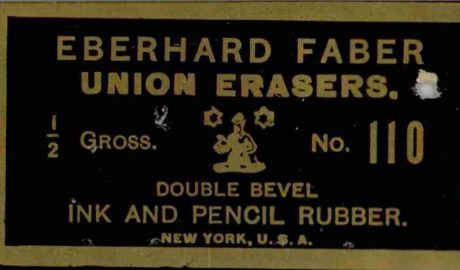 EBERHARD FABER
UNION ERASERS.
½ GROSS. No. 110
DOUBLE BEVEL
INK AND PENCIL RUBBER.
NEW YORK, U.S.A.